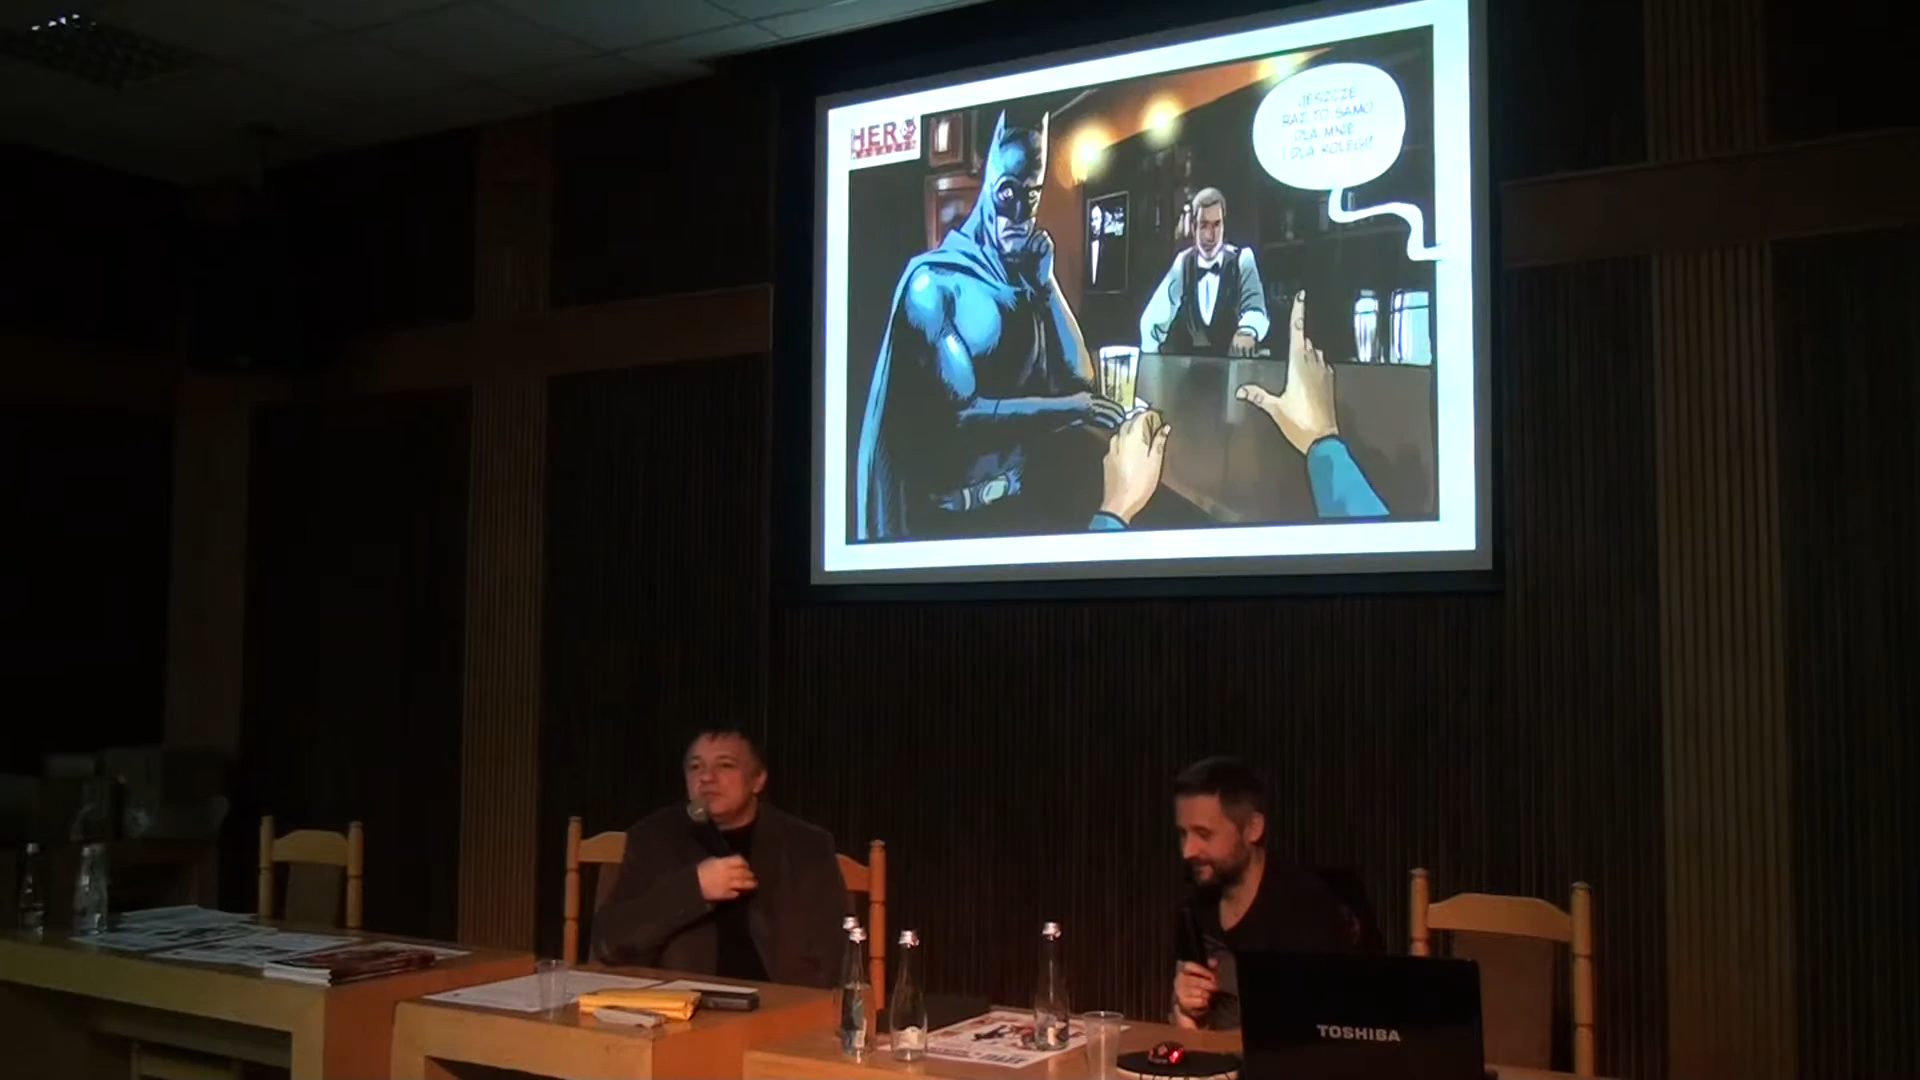 HERO
JESZCZE
RAZ TO SAMO
DLA MNIE
I DLA KOLEGI!
TOSHIBA